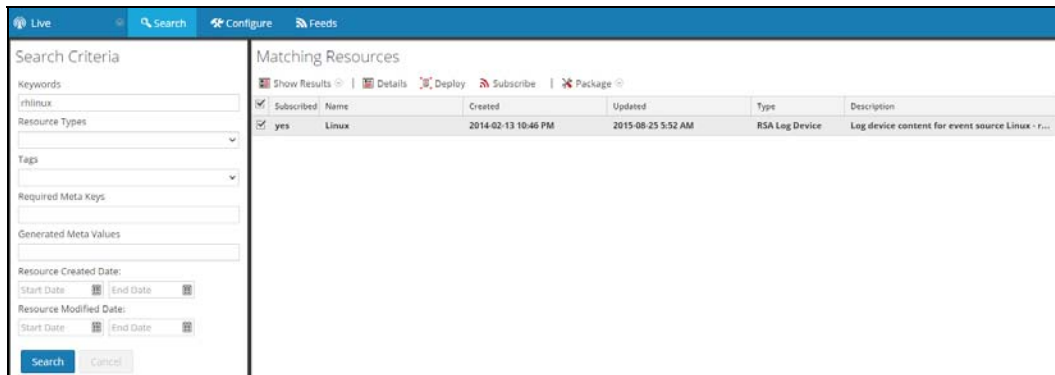 Live Search Configure Feeds
Search Criteria
Keywords
rhlinux
Resource Types
Tags
Required Meta Keys
Generated Meta Values
Resource Created Date:
Start Date End Date
Resource Modified Date:
Start Date End Date
Search Cancel
Matching Resources
Show Results | Details Deploy Subscribe | Package
Subscribed Name Created Updated Type Description
yes Linux 2014-02-13 10:46 PM 2015-08-25 5:52 AM RSA Log Device Log device content for event source Linux - r...